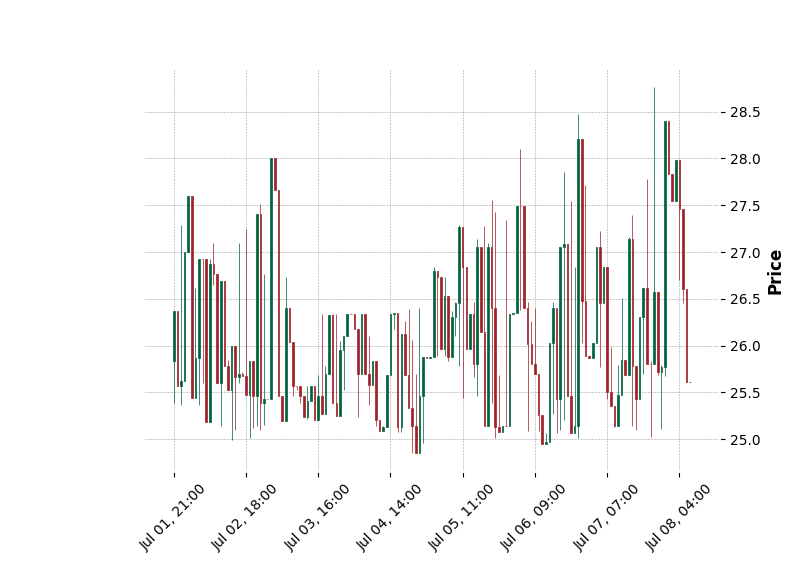 28.5
28.0
27.5
27.0
26.5
26.0
25.5
25.0
Price
Jul 01, 21:00
Jul 02, 18:00
Jul 03, 16:00
Jul 04, 14:00
Jul 05, 11:00
Jul 06, 09:00
Jul 07, 07:00
Jul 08, 04:00